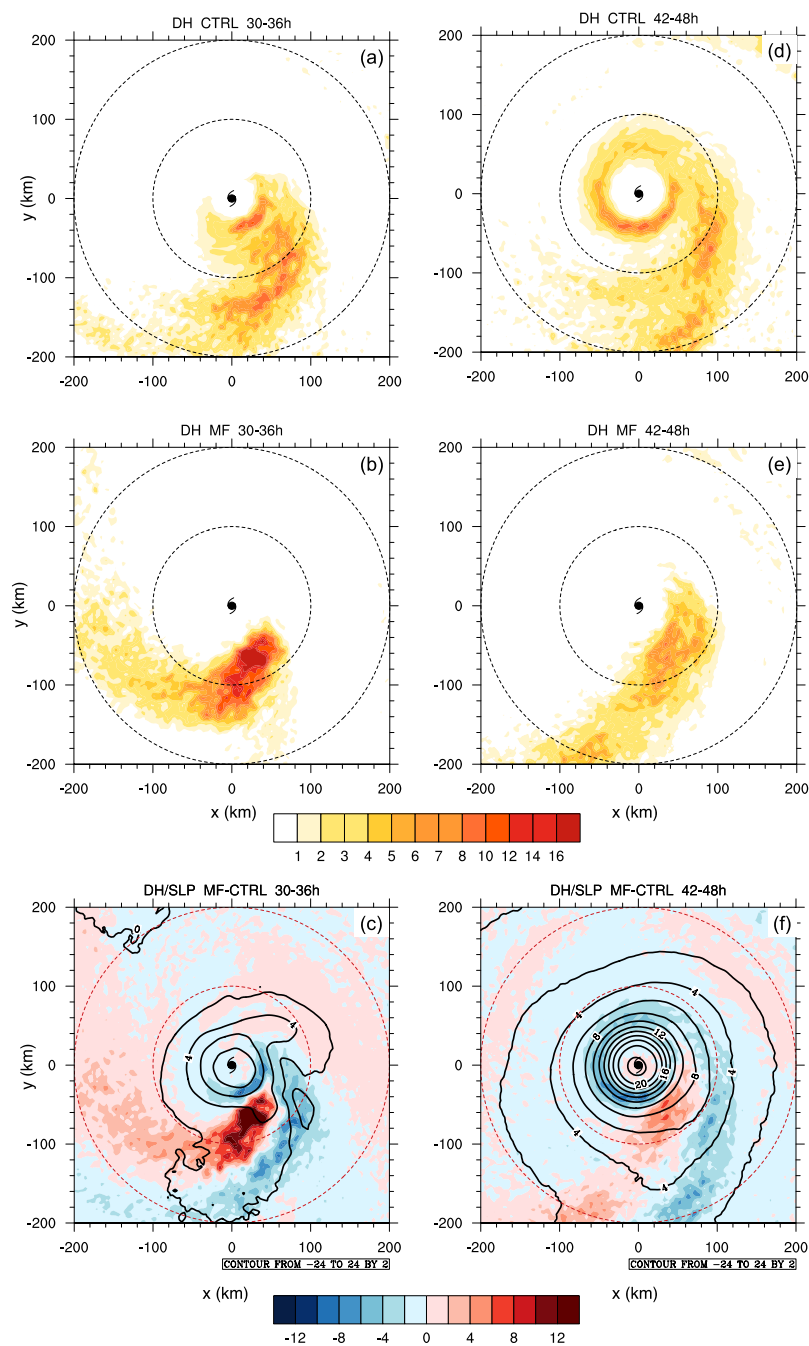 DH CTRL 30-36h
(a)
y (km)
200
100
0
-100
-200
-200 -100 0 100 200
DH CTRL 42-48h
(d)
200
100
0
-100
-200
-200 -100 0 100 200
DH MF 30-36h
(b)
y (km)
200
100
0
-100
-200
-200 -100 0 100 200
x (km)
DH MF 42-48h
(e)
200
100
0
-100
-200
-200 -100 0 100 200
x (km)
1 2 3 4 5 6 7 8 10 12 14 16
DH/SLP MF-CTRL 30-36h
(c)
y (km)
200
100
0
-100
-200
4
4
-200 -100 0 100 200
CONTOUR FROM -24 TO 24 BY 2
x (km)
DH/SLP MF-CTRL 42-48h
(f)
200
100
0
-100
-200
4
4
8
12
4
16
8
20
4
4
-200 -100 0 100 200
CONTOUR FROM -24 TO 24 BY 2
x (km)
-12 -8 -4 0 4 8 12